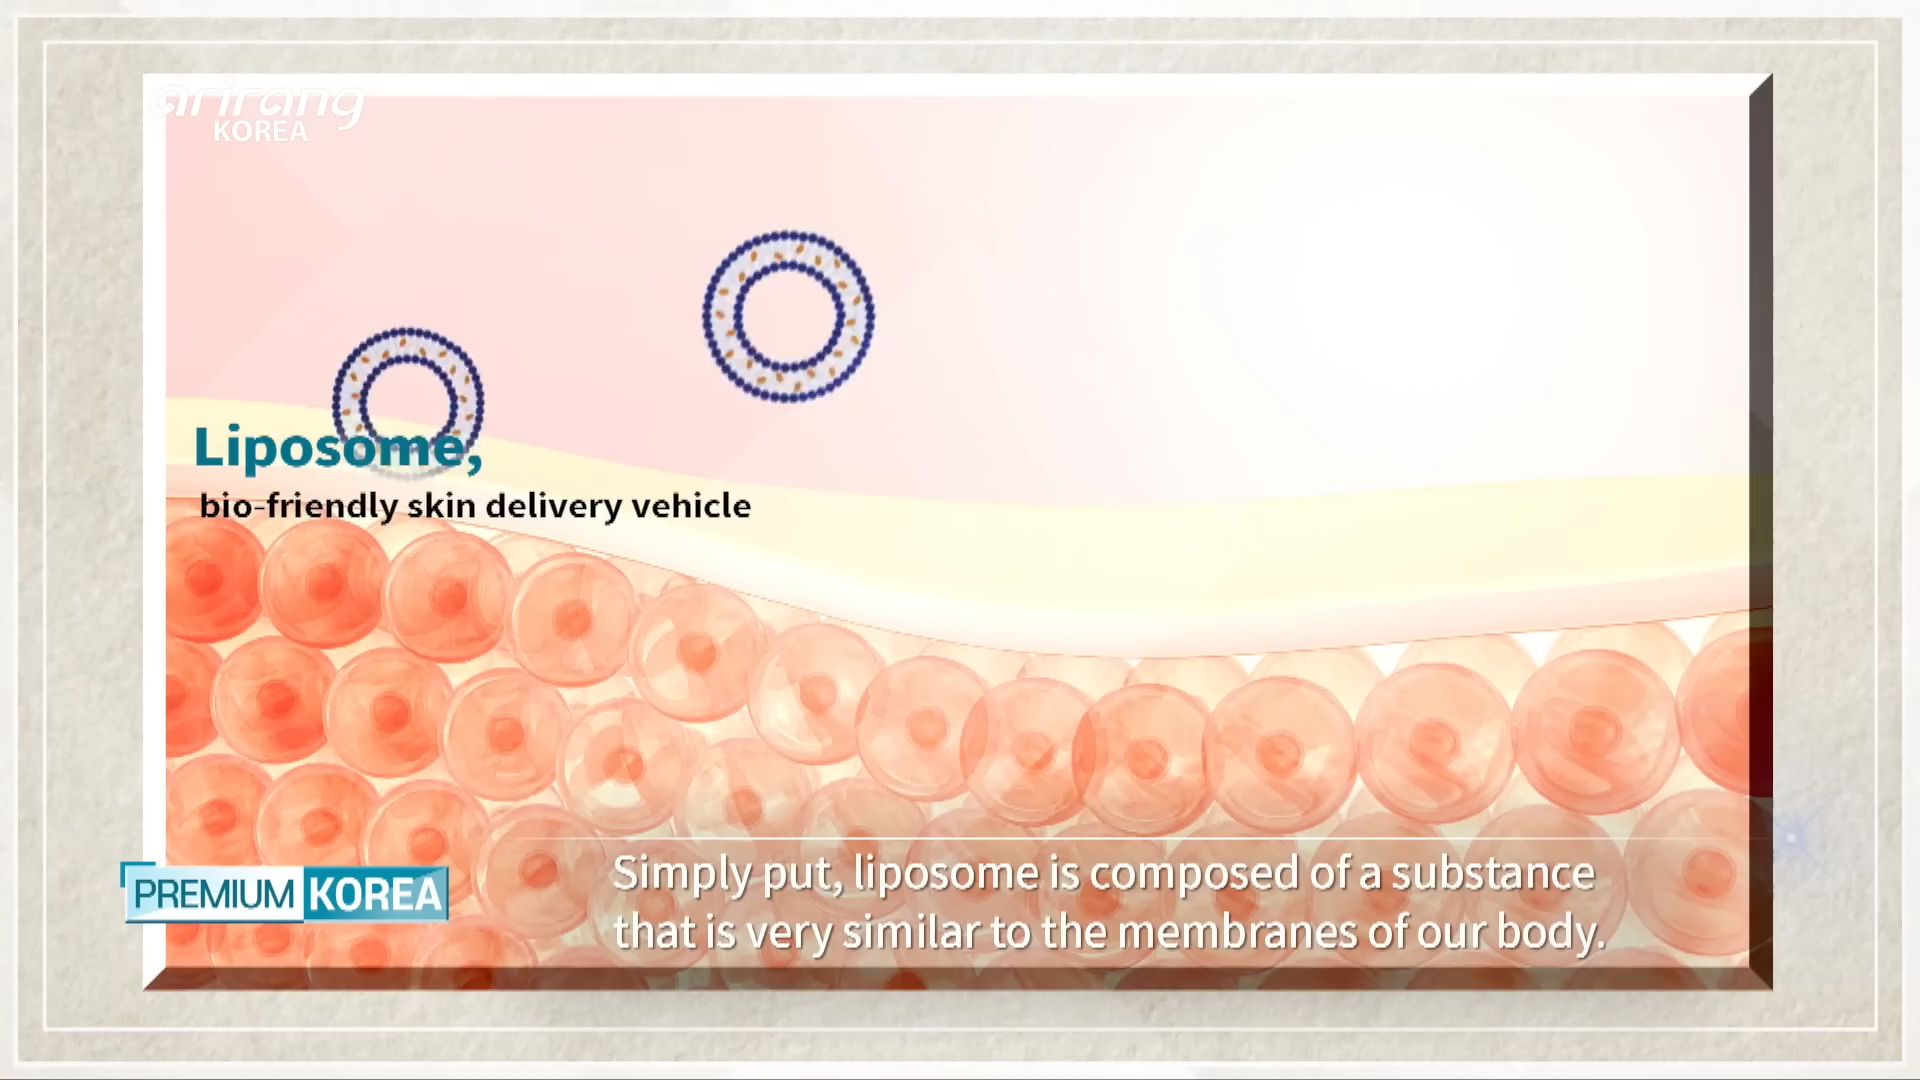 arirang
KOREA
Liposome,
bio-friendly skin delivery vehicle
PREMIUM KOREA
Simply put, liposome is composed of a substance
that is very similar to the membranes of our body.